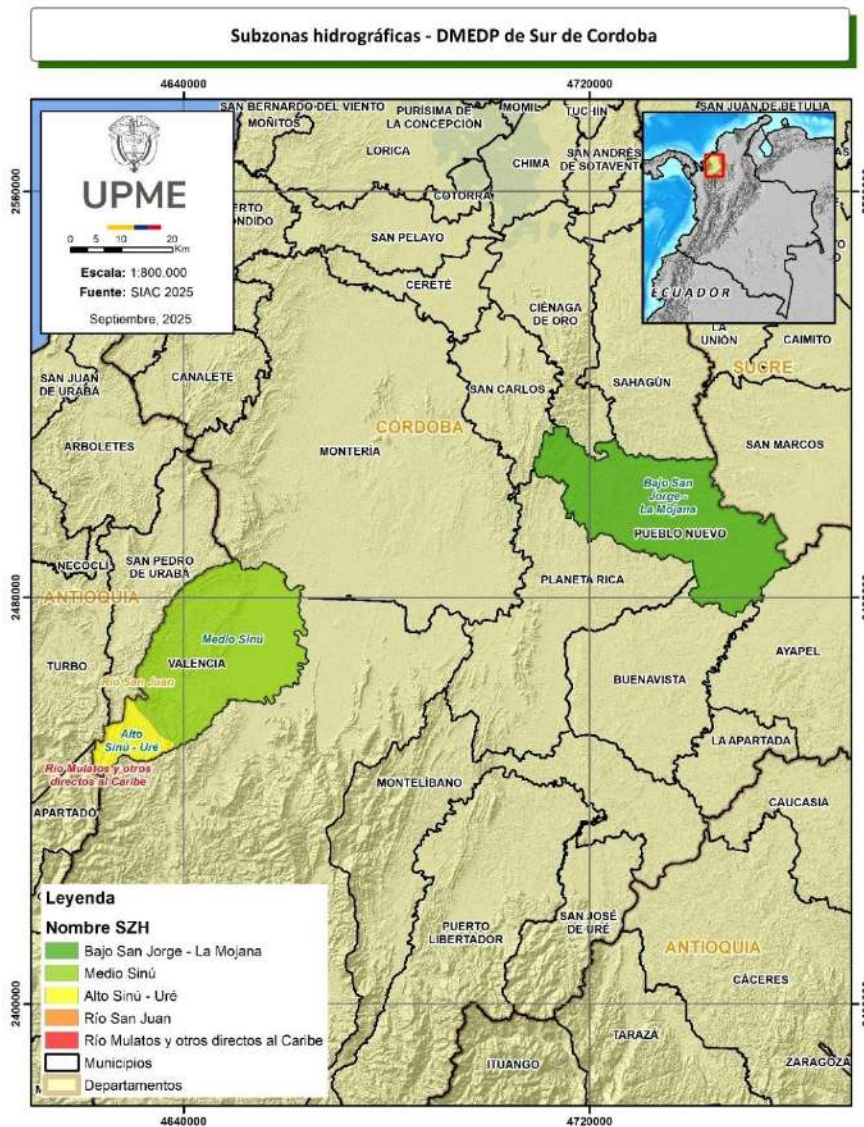 Subzonas hidrográficas - DMEDP de Sur de Cordoba
4640000
4720000
SAN BERNARDO DEL VIENTO
MOÑITOS
PURÍSIMA DE
LA CONCEPCIÓN
MOMIL
TUCHÍN
SAN JUAN DE BETULIA
LORICA
CHIMA
SAN ANDRÉS
DE SOTAVENTO
UPME
0 5 10 20
Km
Escala: 1:800.000
Fuente: SIAC 2025
Septiembre, 2025
ECUADOR
2560000
COTORRA
SAN PELAYO
CERETÉ
CIÉNAGA
DE ORO
LA
UNIÓN
CAIMITO
SUCRE
SAN JUAN
DE URABÁ
CANALETE
SAN CARLOS
SAHAGÚN
ARBOLETES
CORDOBA
MONTERÍA
SAN MARCOS
Bajo San
Jorge -
La Mojana
PUEBLO NUEVO
NECOCLÍ
SAN PEDRO
DE URABÁ
PLANETA RICA
2480000
ANTIOQUIA
Medio Sinú
VALENCIA
TURBO
AYAPEL
BUENAVISTA
Río San Juan
Alto
Sinú - Uré
LA APARTADA
Río Mulatos y otros
directos al Caribe
MONTELÍBANO
CAUCASIA
APARTADÓ
PUERTO
LIBERTADOR
SAN JOSÉ
DE URÉ
ANTIOQUIA
CÁCERES
2400000
TARAZÁ
ITUANGO
ZARAGOZA
Leyenda
Nombre SZH
Bajo San Jorge - La Mojana
Medio Sinú
Alto Sinú - Uré
Río San Juan
Río Mulatos y otros directos al Caribe
Municipios
Departamentos
4640000
4720000